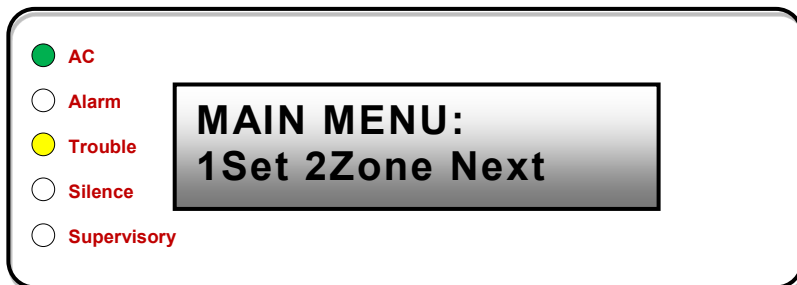 AC
Alarm
Trouble
Silence
Supervisory
MAIN MENU:
1Set 2Zone Next